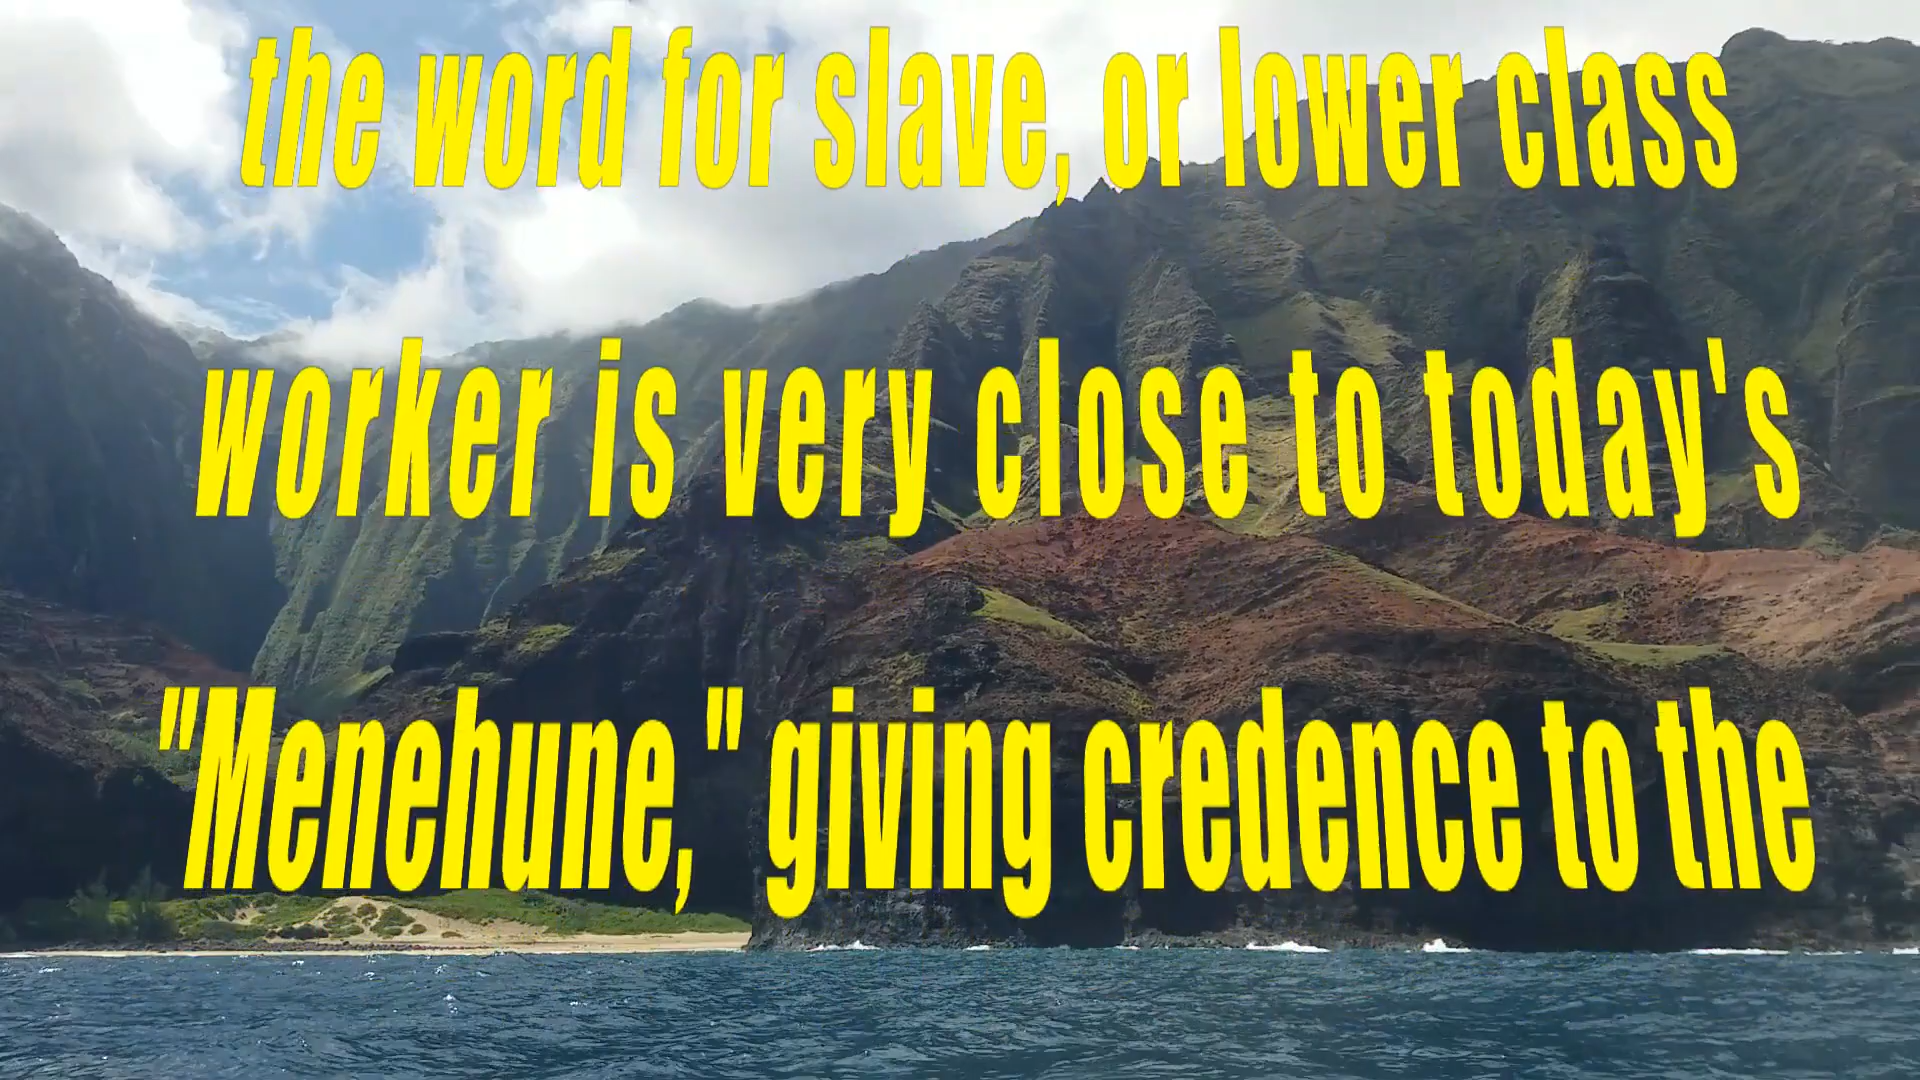 the word for slave, or lower class
worker is very close to today's
"Menehune," giving credence to the